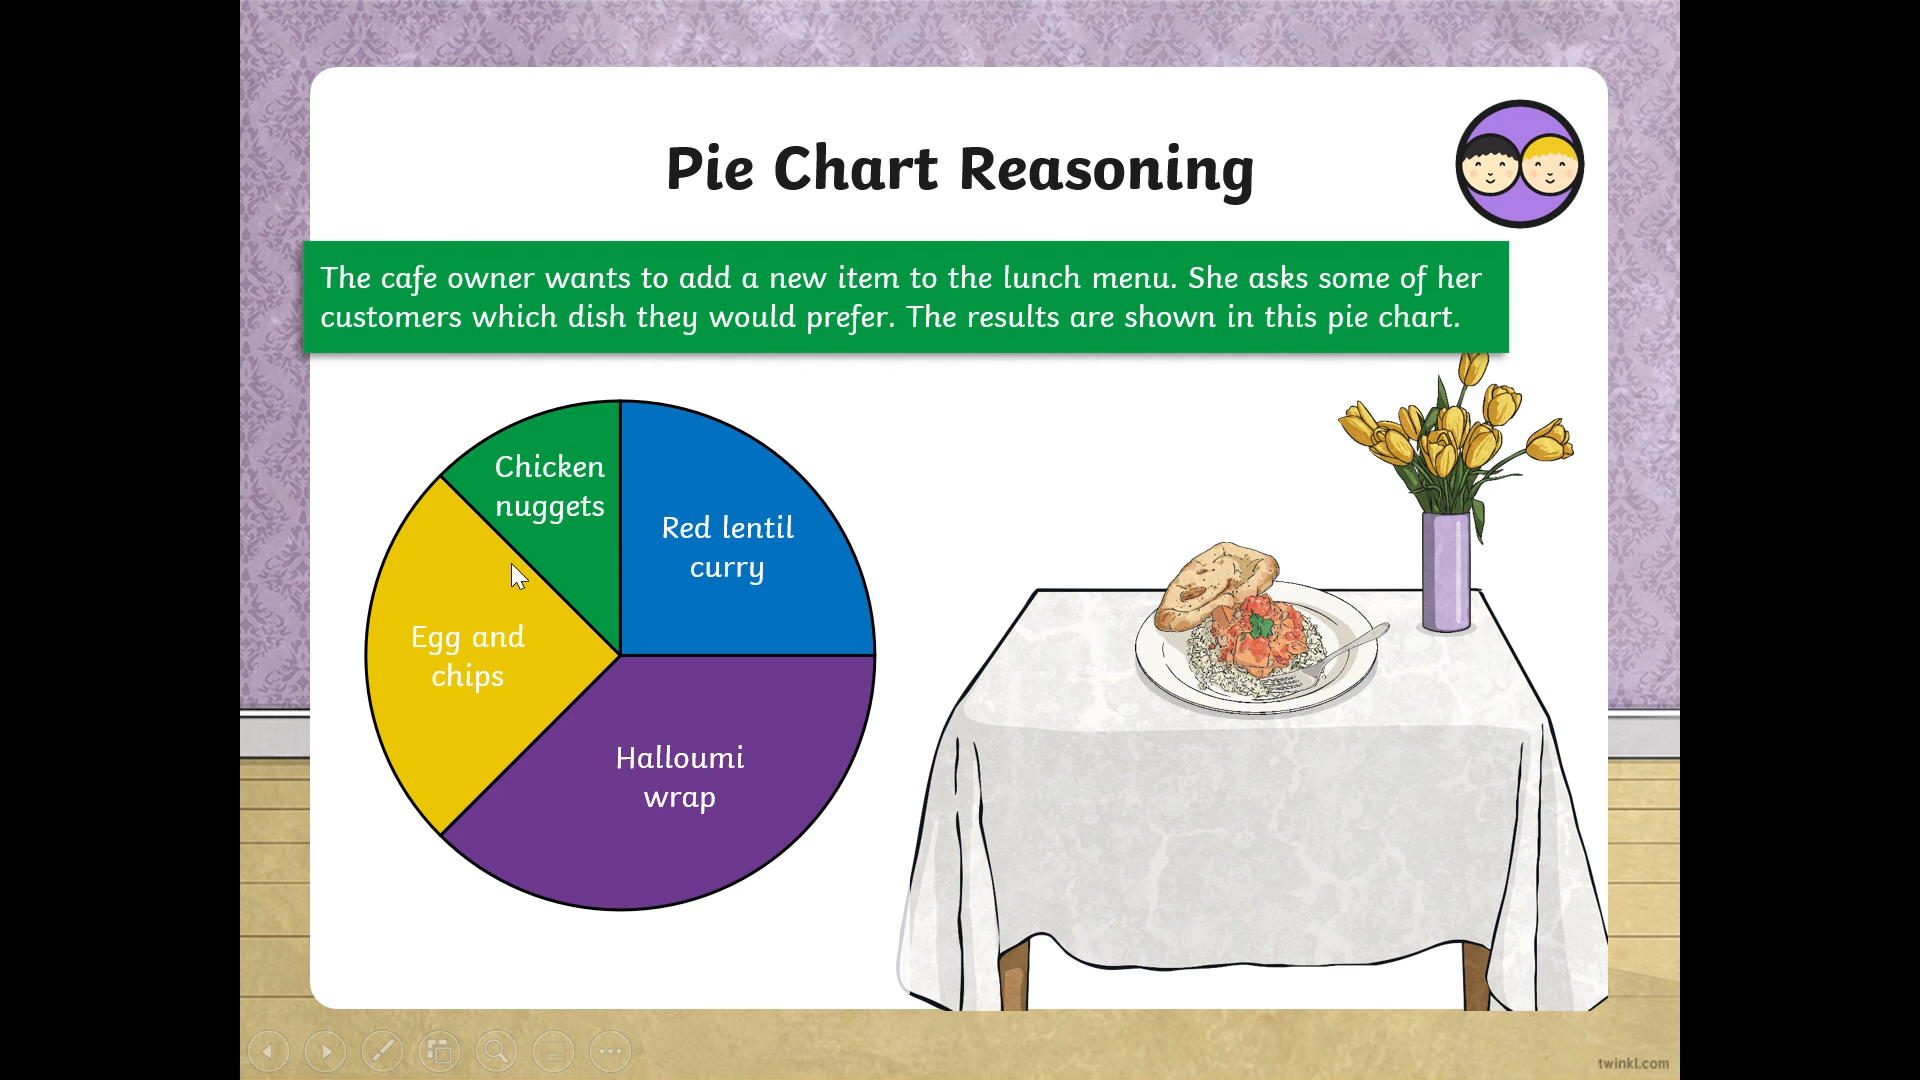 Pie Chart Reasoning
The cafe owner wants to add a new item to the lunch menu. She asks some of her
customers which dish they would prefer. The results are shown in this pie chart.
Chicken
nuggets
Red lentil
curry
Egg and
chips
Halloumi
wrap
twinkl.com